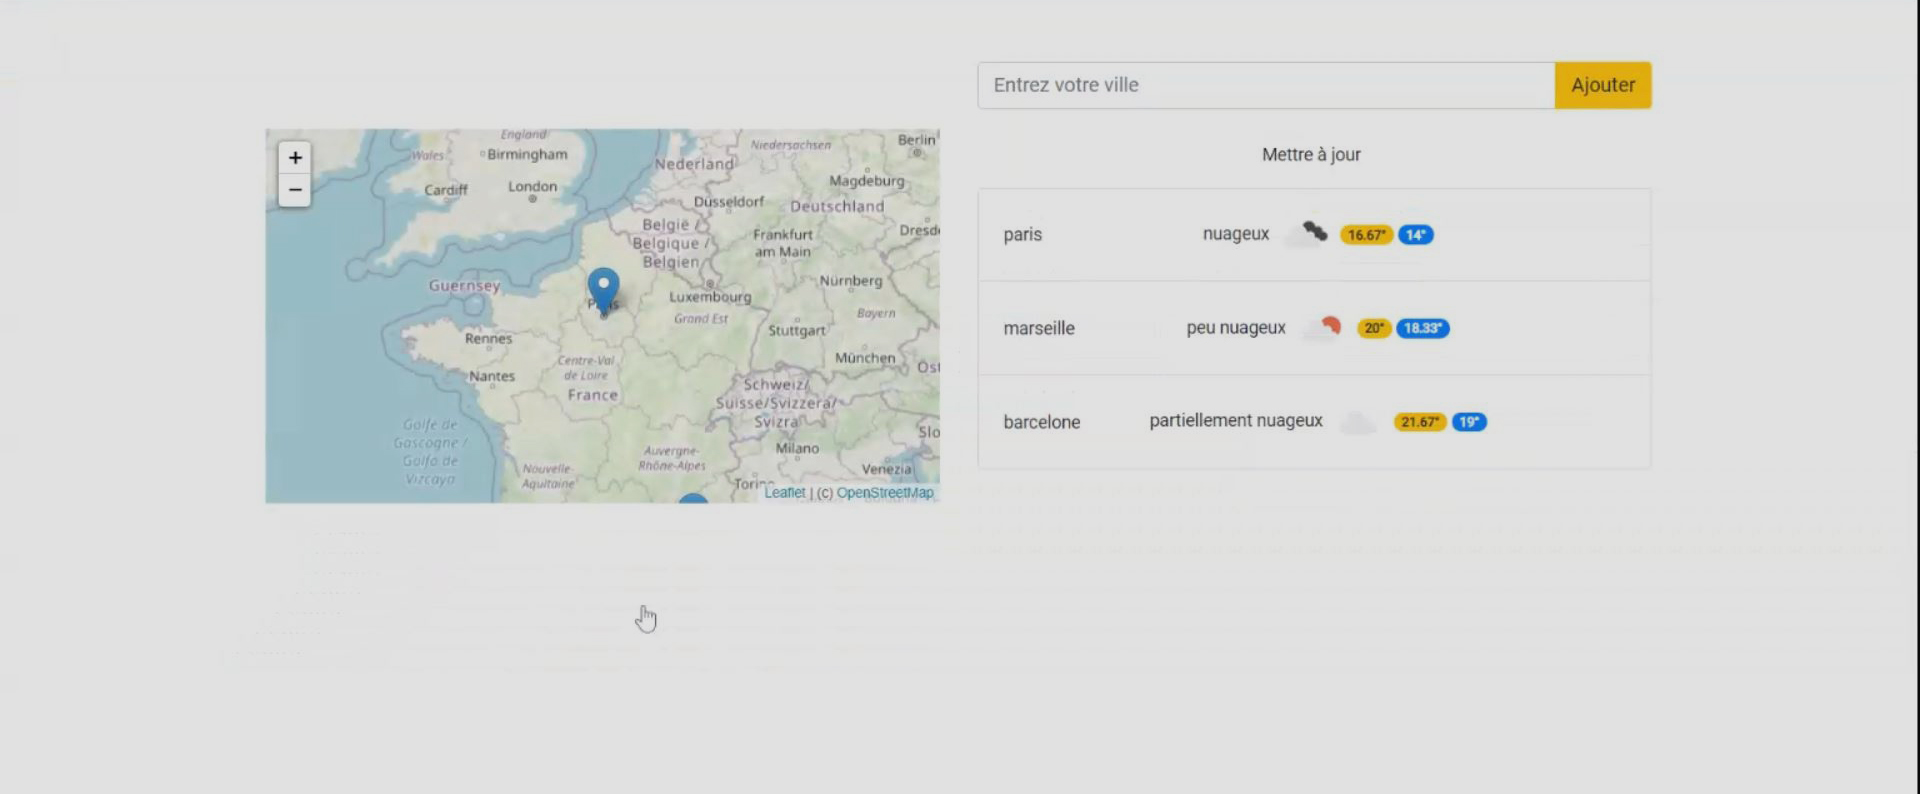 Entrez votre ville
Ajouter
Mettre à jour
paris
nuageux
16.67°
14°
marseille
peu nuageux
20°
18.33°
barcelone
partiellement nuageux
21.67°
19°
+
−
England
Wales
Birmingham
Cardiff
London
Nederland
Niedersachsen
Berlin
Magdeburg
Düsseldorf
Deutschland
België /
Belgique /
Belgien
Frankfurt
am Main
Dresd
Guernsey
Luxembourg
Nürnberg
Grand Est
Bayern
Stuttgart
Rennes
München
Nantes
Centre-Val
de Loire
France
Schweiz/
Suisse/Svizzera/
Svizra
Öst
Golfe de
Gascogne /
Golfo de
Vizcaya
Auvergne-
Rhône-Alpes
Milano
Slo
Nouvelle-
Aquitaine
Venezia
Leaflet | (c) OpenStreetMap